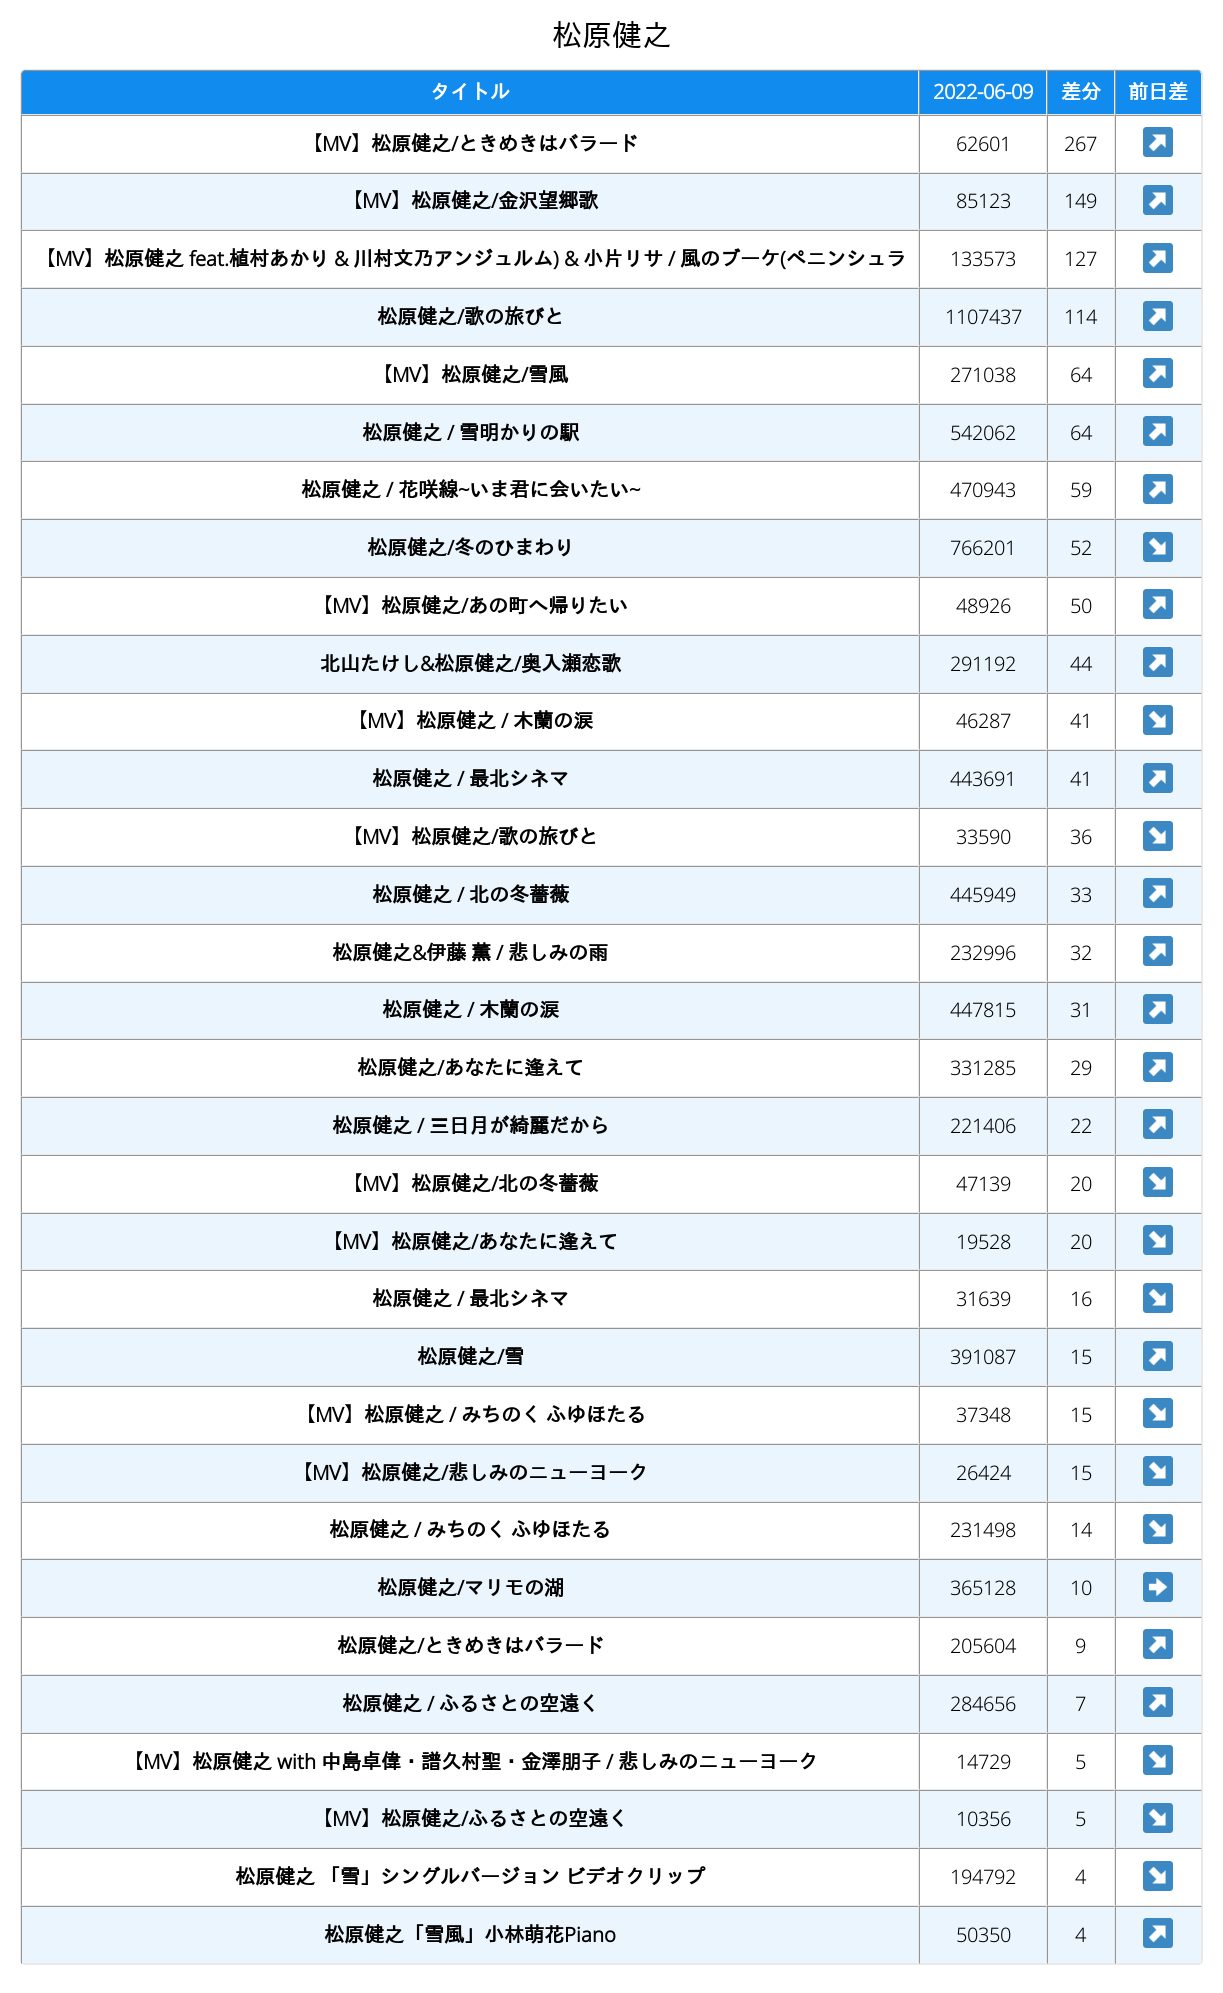 松原健之
タイトル 2022-06-09 差分 前日差
【MV】松原健之/ときめきはバラード 62601 267
【MV】松原健之/金沢望郷歌 85123 149
【MV】松原健之 feat.植村あかり & 川村文乃アンジュルム) & 小片リサ / 風のブーケ(ペニンシュラ 133573 127
松原健之/歌の旅びと 1107437 114
【MV】松原健之/雪風 271038 64
松原健之 / 雪明かりの駅 542062 64
松原健之 / 花咲線~いま君に会いたい~ 470943 59
松原健之/冬のひまわり 766201 52
【MV】松原健之/あの町へ帰りたい 48926 50
北山たけし&松原健之/奥入瀬恋歌 291192 44
【MV】松原健之 / 木蘭の涙 46287 41
松原健之 / 最北シネマ 443691 41
【MV】松原健之/歌の旅びと 33590 36
松原健之 / 北の冬薔薇 445949 33
松原健之&伊藤 薫 / 悲しみの雨 232996 32
松原健之 / 木蘭の涙 447815 31
松原健之/あなたに逢えて 331285 29
松原健之 / 三日月が綺麗だから 221406 22
【MV】松原健之/北の冬薔薇 47139 20
【MV】松原健之/あなたに逢えて 19528 20
松原健之 / 最北シネマ 31639 16
松原健之/雪 391087 15
【MV】松原健之 / みちのく ふゆほたる 37348 15
【MV】松原健之/悲しみのニューヨーク 26424 15
松原健之 / みちのく ふゆほたる 231498 14
松原健之/マリモの湖 365128 10
松原健之/ときめきはバラード 205604 9
松原健之 / ふるさとの空遠く 284656 7
【MV】松原健之 with 中島卓偉・譜久村聖・金澤朋子 / 悲しみのニューヨーク 14729 5
【MV】松原健之/ふるさとの空遠く 10356 5
松原健之 「雪」シングルバージョン ビデオクリップ 194792 4
松原健之「雪風」小林萌花Piano 50350 4